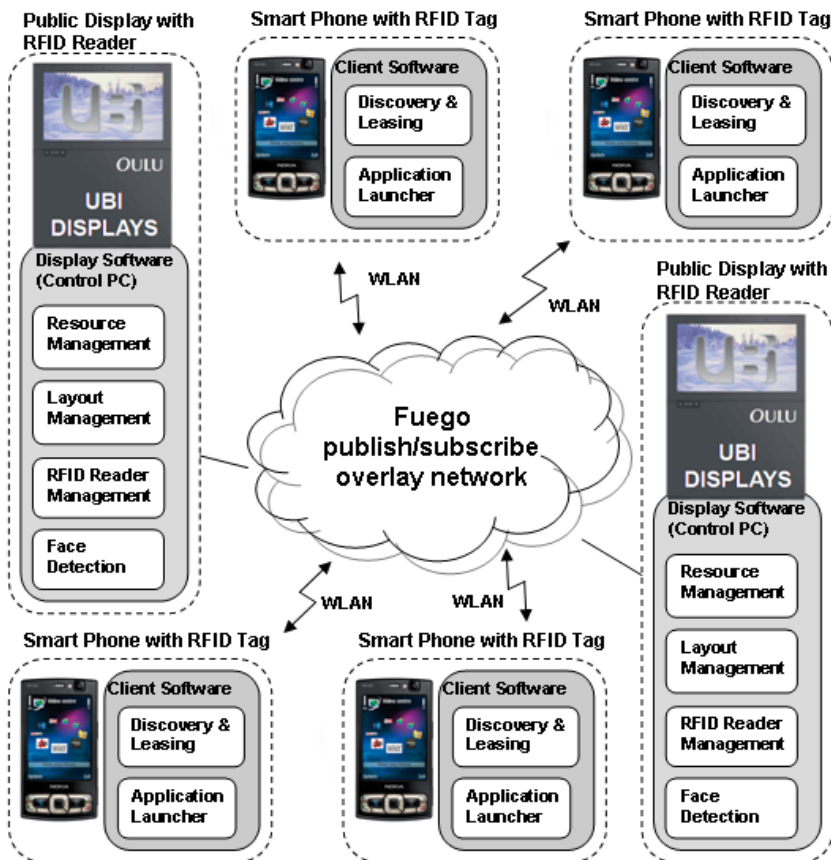 Public Display with
RFID Reader
UBI
OULU
UBI
DISPLAYS
Display Software
(Control PC)
Resource
Management
Layout
Management
RFID Reader
Management
Face
Detection
Smart Phone with RFID Tag
NOKIA
Client Software
Discovery &
Leasing
Application
Launcher
Smart Phone with RFID Tag
NOKIA
Client Software
Discovery &
Leasing
Application
Launcher
WLAN
WLAN
Fuego
publish/subscribe
overlay network
Public Display with
RFID Reader
UBI
OULU
UBI
DISPLAYS
Display Software
(Control PC)
Resource
Management
Layout
Management
RFID Reader
Management
Face
Detection
WLAN
WLAN
Smart Phone with RFID Tag
NOKIA
Client Software
Discovery &
Leasing
Application
Launcher
Smart Phone with RFID Tag
NOKIA
Client Software
Discovery &
Leasing
Application
Launcher